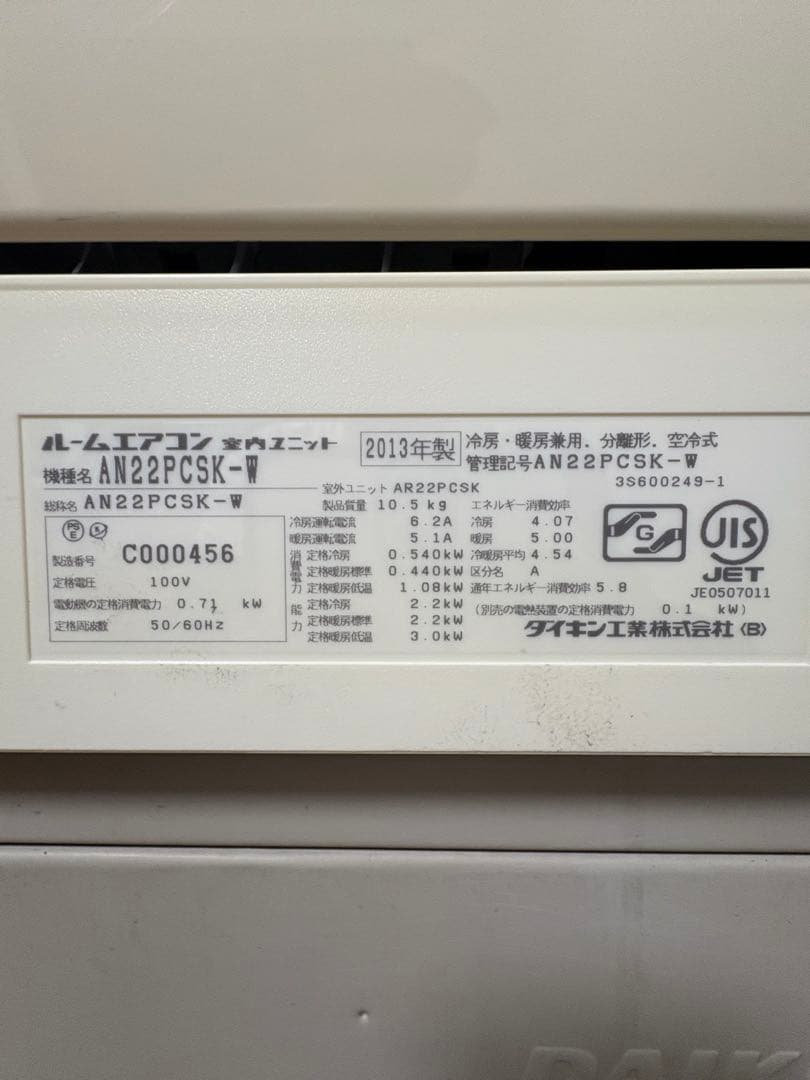 ルームエアコン 室内ユニット 2013年製 冷房・暖房兼用．分離形．空冷式
機種名 AN22PCSK-W 管理記号 AN22PCSK-W
室外ユニット AR22PCSK 3S600249-1
総称名 AN22PCSK-W 製品質量 10.5 kg エネルギー消費効率
PS E
製造番号 C000456
定格電圧 100V
電動機の定格消費電力 0.71 kW
定格周波数 50/60Hz
冷房運転電流 6.2A 冷房 4.07
暖房運転電流 5.1A 暖房 5.00
消費電力 定格冷房 0.540kW 冷暖房平均 4.54
定格暖房標準 0.440kW 区分名 A
定格暖房低温 1.08kW 通年エネルギー消費効率 5.8
能力 定格冷房 2.2kW (別売の電熱装置の定格消費電力 0.1 kW)
定格暖房標準 2.2kW
定格暖房低温 3.0kW
G
JIS
JET
JE0507011
ダイキン工業株式会社〈B〉